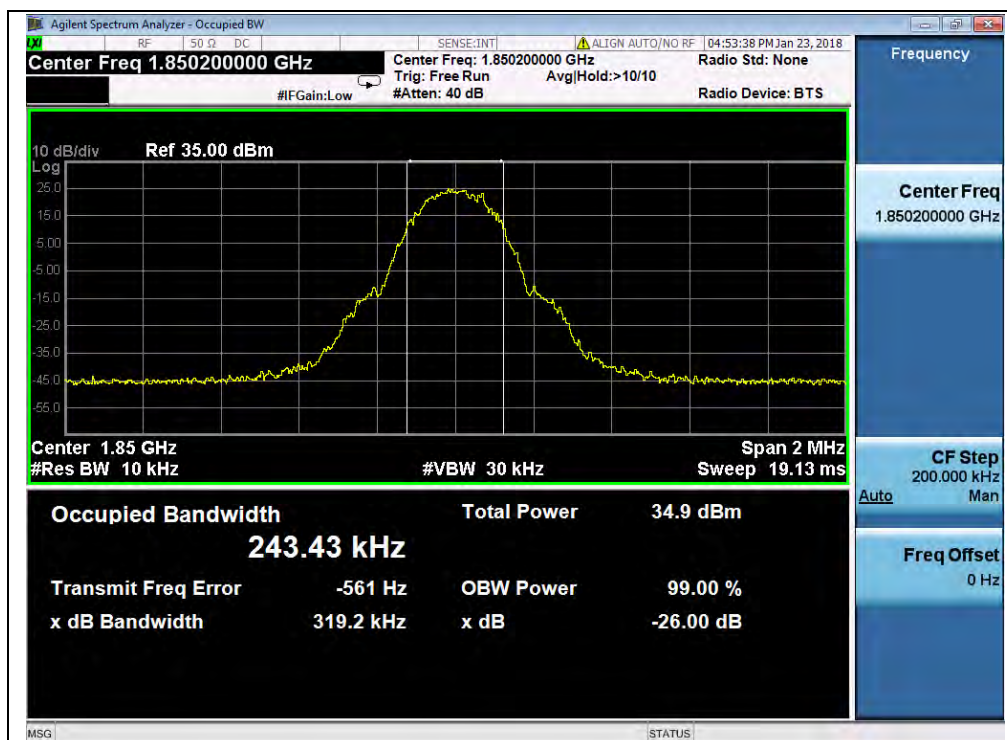 Agilent Spectrum Analyzer - Occupied BW
LXI RF 50 Ω DC SENSE:INT ALIGN AUTO/NO RF 04:53:38 PM Jan 23, 2018
Center Freq 1.850200000 GHz
Center Freq: 1.850200000 GHz
Radio Std: None
Trig: Free Run Avg|Hold:>10/10
#IFGain:Low
#Atten: 40 dB
Radio Device: BTS
10 dB/div Ref 35.00 dBm
Log
25.0
15.0
5.00
-5.00
-15.0
-25.0
-35.0
-45.0
-55.0
Center 1.85 GHz Span 2 MHz
#Res BW 10 kHz #VBW 30 kHz Sweep 19.13 ms
Occupied Bandwidth Total Power 34.9 dBm
243.43 kHz
Transmit Freq Error -561 Hz OBW Power 99.00 %
x dB Bandwidth 319.2 kHz x dB -26.00 dB
MSG STATUS
Frequency
Center Freq
1.850200000 GHz
CF Step
200.000 kHz
Auto Man
Freq Offset
0 Hz